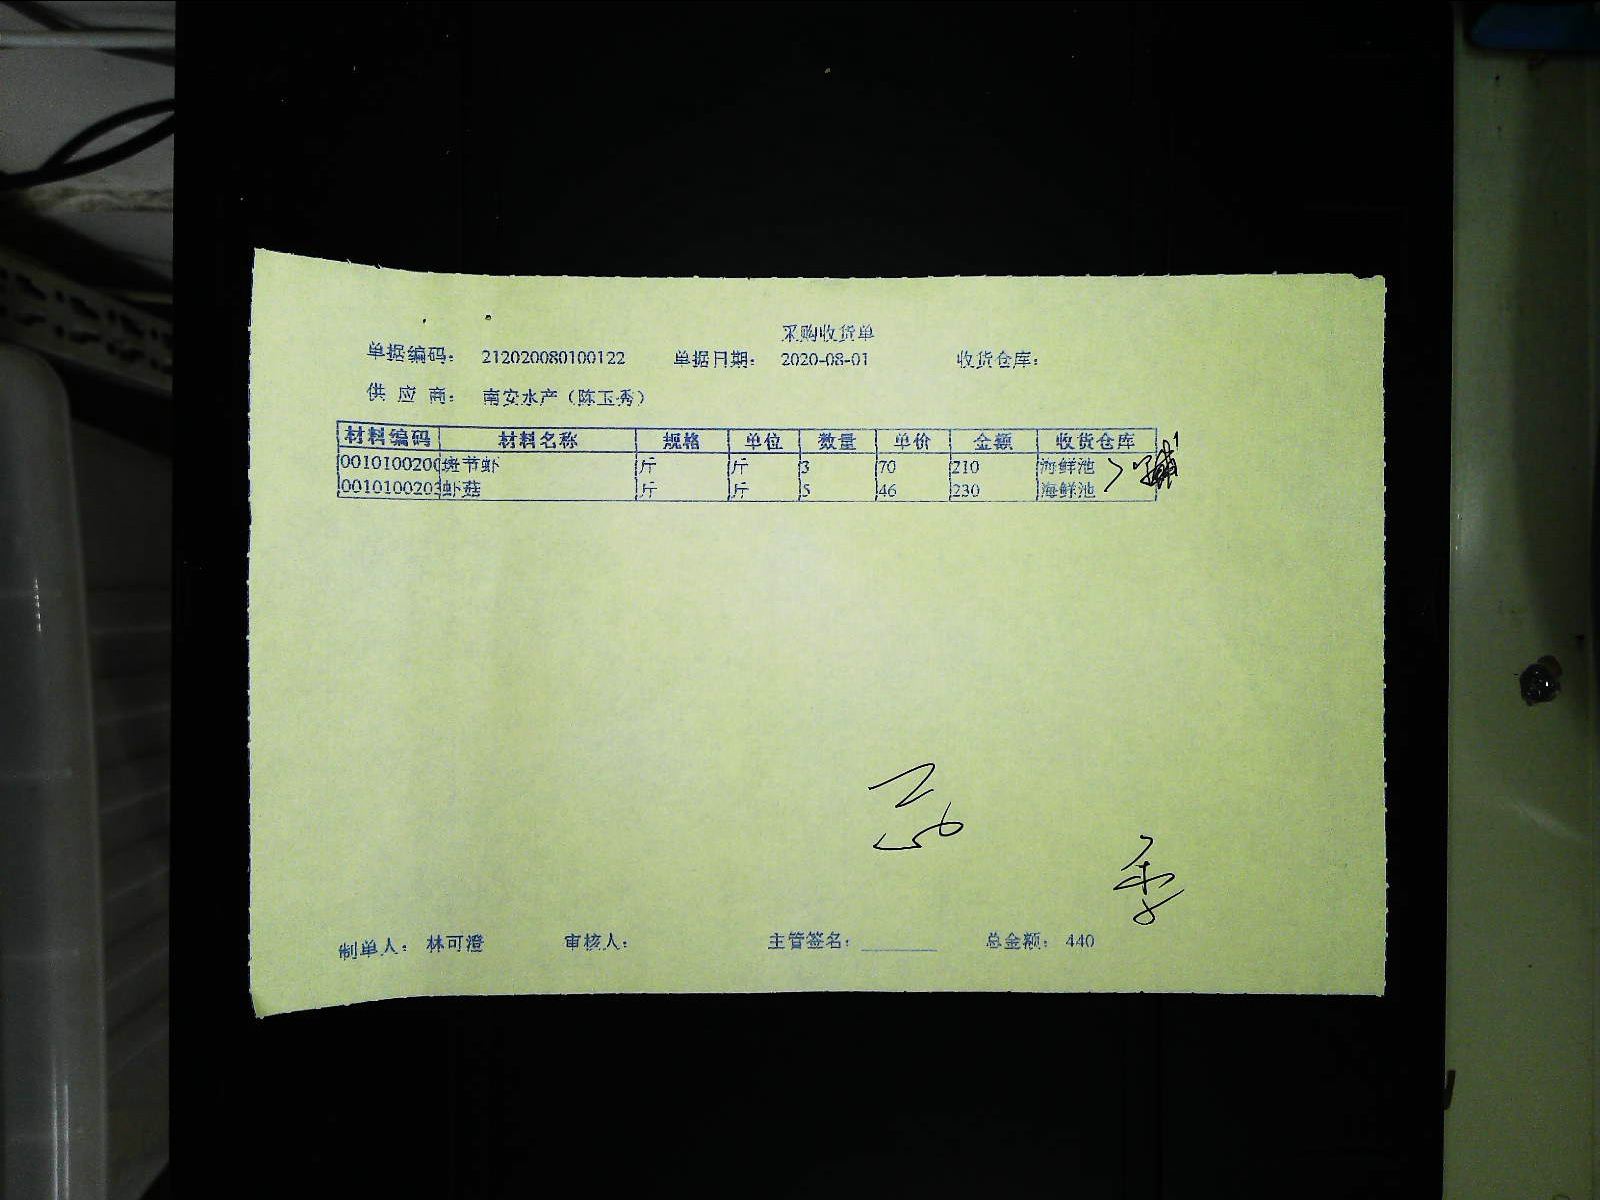 采购收货单
单据编码： 212020080100122 单据日期： 2020-08-01 收货仓库：
供 应 商： 南安水产（陈玉秀）
材料编码 材料名称 规格 单位 数量 单价 金额 收货仓库
0010100200 斑节虾 斤 斤 3 70 210 海鲜池
0010100203 虾菇 斤 斤 5 46 230 海鲜池
制单人： 林可澄 审核人： 主管签名： 总金额： 440